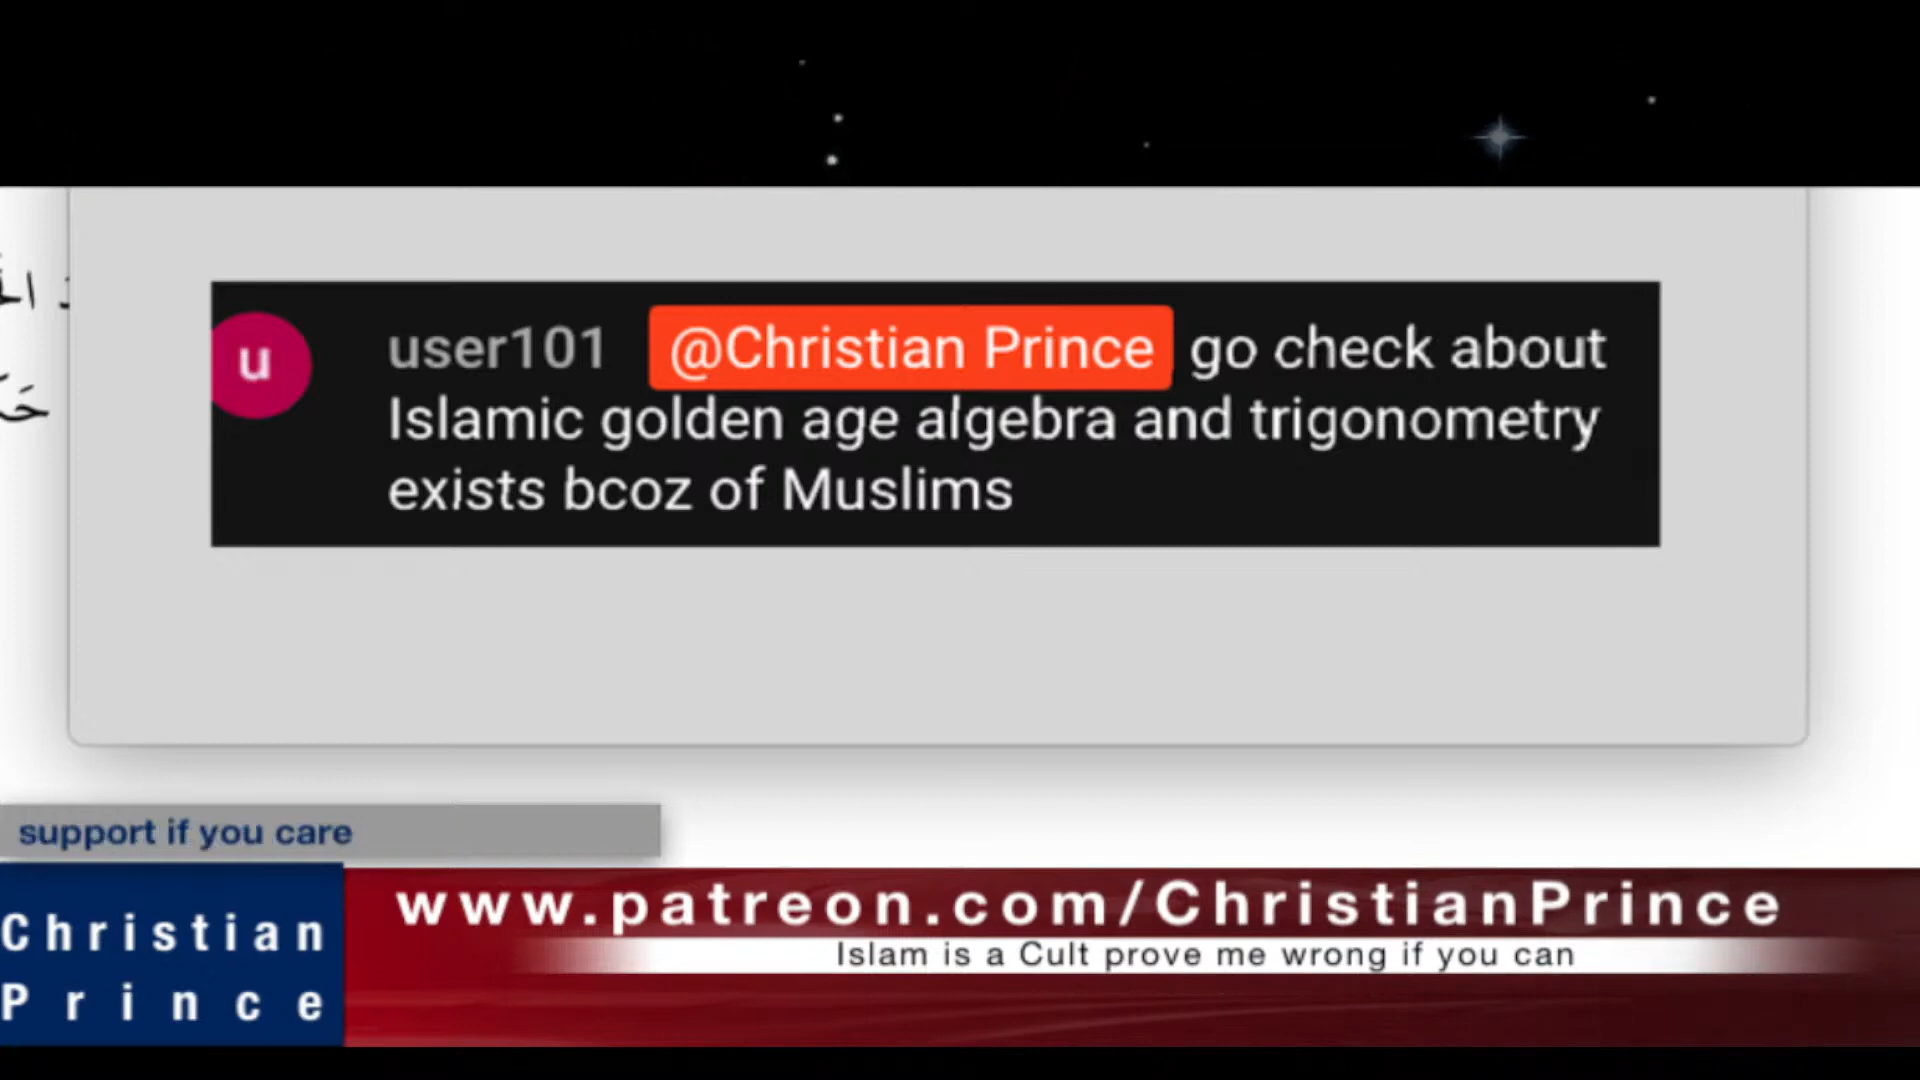 u
user101 @Christian Prince go check about
Islamic golden age algebra and trigonometry
exists bcoz of Muslims
support if you care
Christian
Prince
www.patreon.com/ChristianPrince
Islam is a Cult prove me wrong if you can